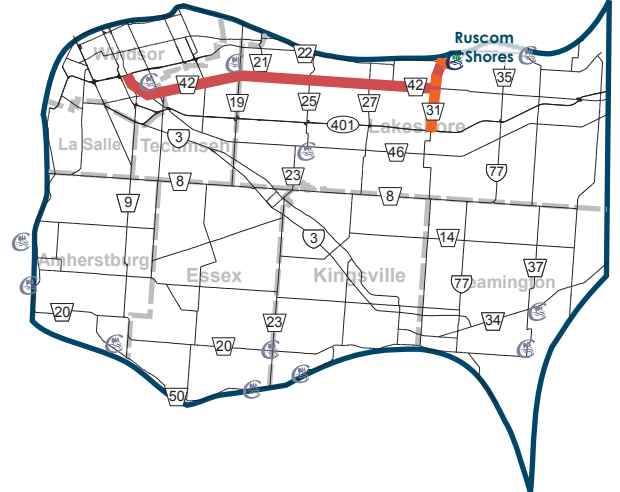 Ruscom
Shores
Windsor
22
21
35
42
42
19
25
27
31
401
Lakeshore
3
La Salle
Tecumseh
46
77
23
8
8
9
3
14
Amherstburg
Essex
Kingsville
37
77
eamington
20
23
34
20
50